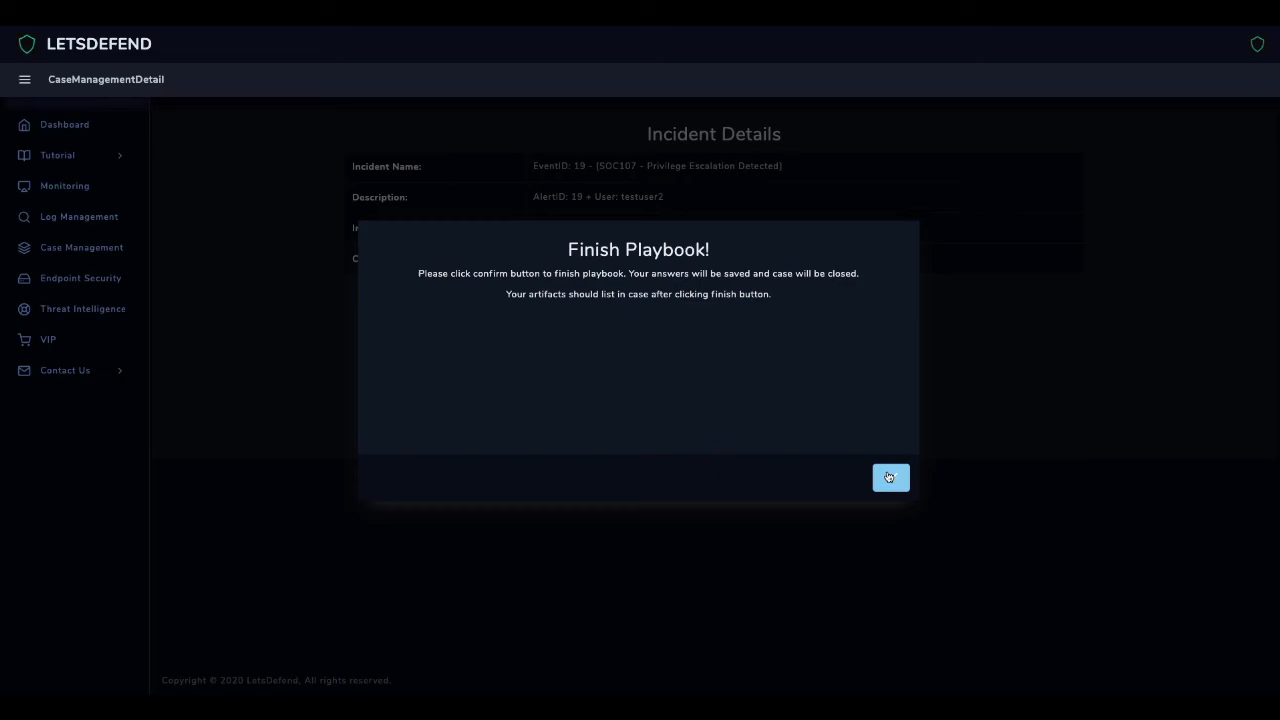 LETSDEFEND
CaseManagementDetail
Dashboard
Tutorial
Monitoring
Log Management
Case Management
Endpoint Security
Threat Intelligence
VIP
Contact Us
Incident Details
Incident Name:
EventID: 19 - [SOC107 - Privilege Escalation Detected]
Description:
AlertID: 19 + User: testuser2
Finish Playbook!
Please click confirm button to finish playbook. Your answers will be saved and case will be closed.
Your artifacts should list in case after clicking finish button.
Copyright © 2020 LetsDefend, All rights reserved.